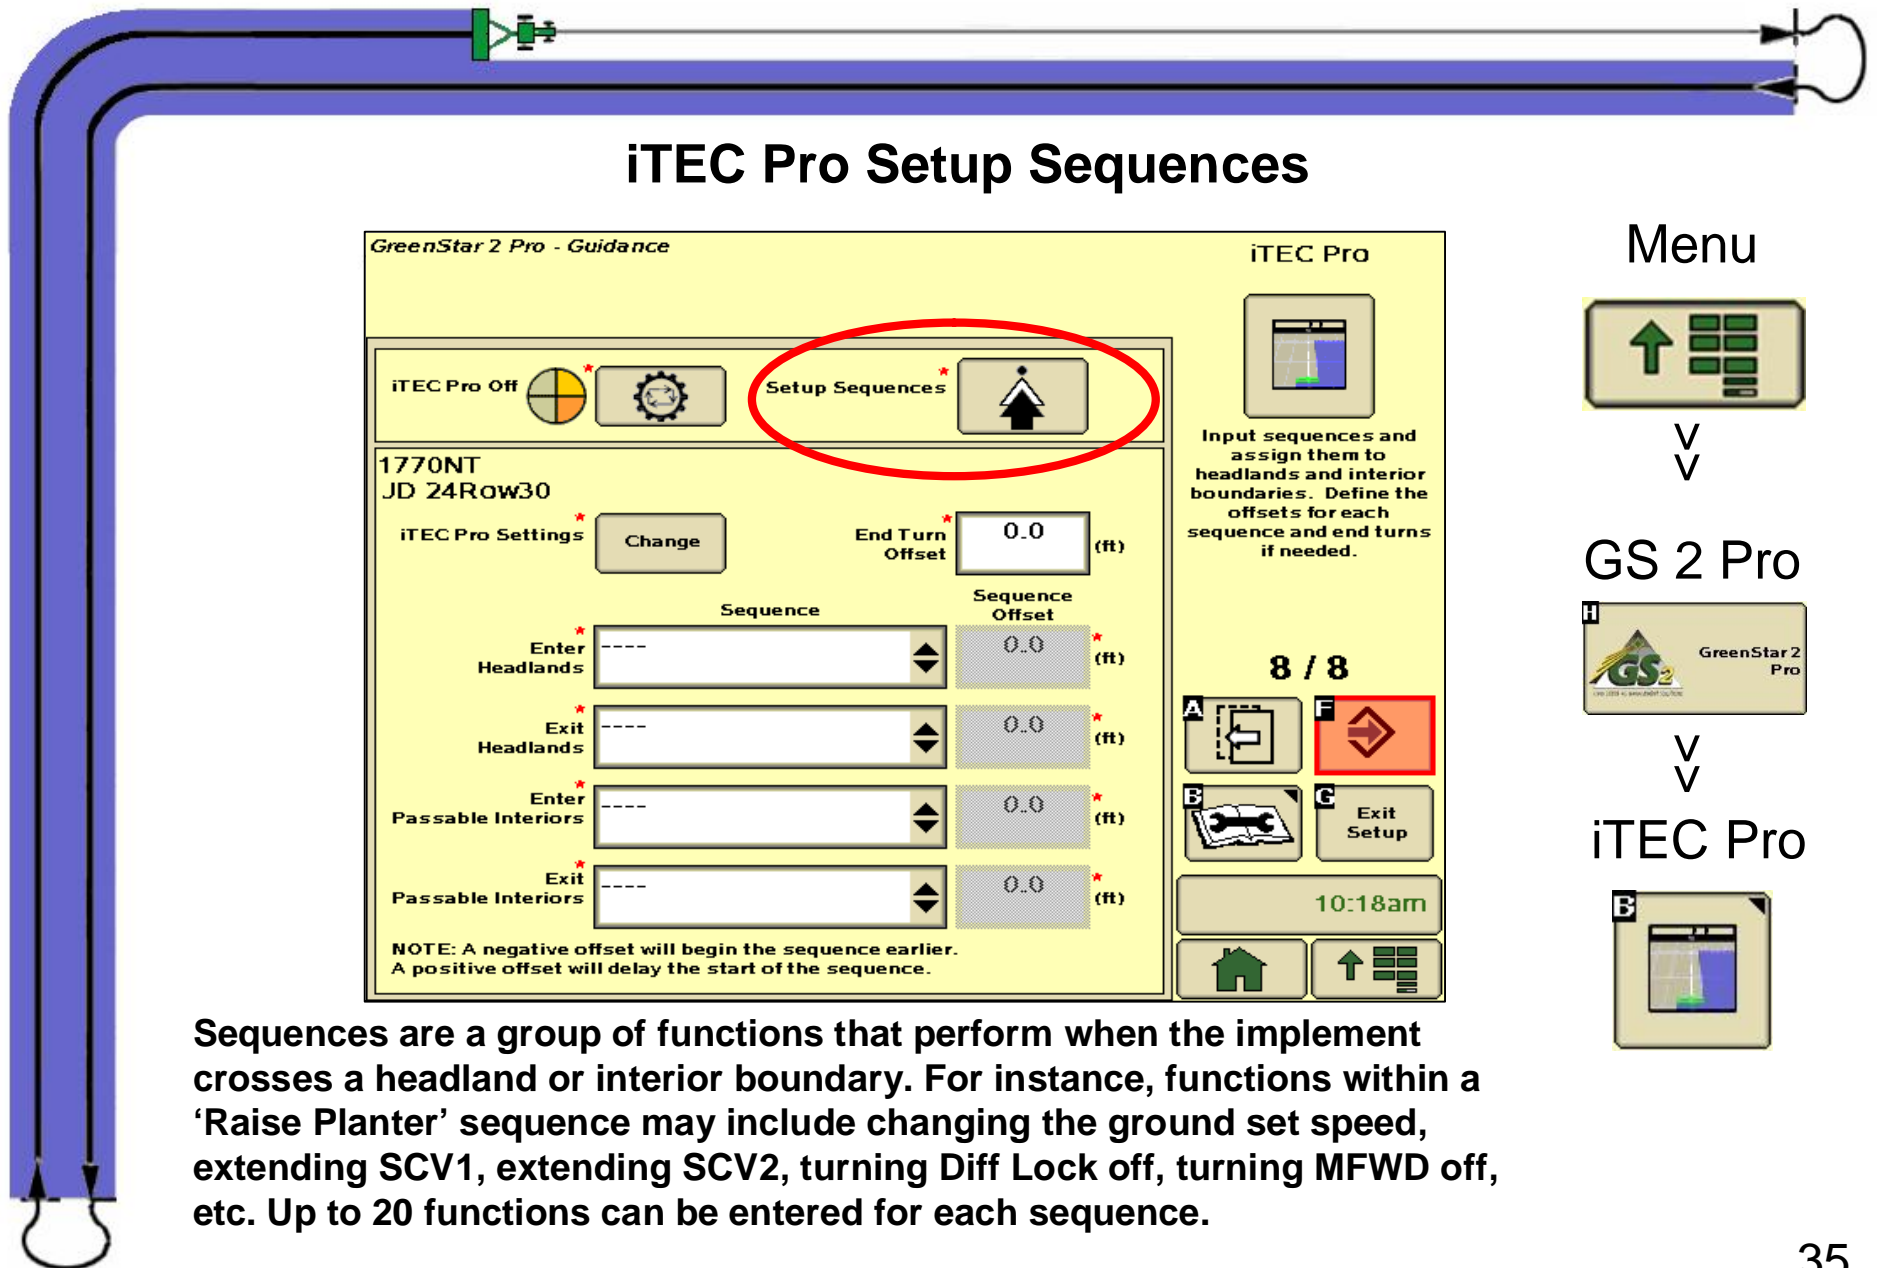 iTEC Pro Setup Sequences
GreenStar 2 Pro - Guidance
iTEC Pro
iTEC Pro Off *
Setup Sequences *
1770NT
JD 24Row30
iTEC Pro Settings *
Change
End Turn Offset *
0.0
(ft)
Sequence
Sequence Offset
Enter Headlands *
----
0.0
* (ft)
Exit Headlands *
----
0.0
* (ft)
Enter Passable Interiors *
----
0.0
* (ft)
Exit Passable Interiors *
----
0.0
* (ft)
NOTE: A negative offset will begin the sequence earlier.
A positive offset will delay the start of the sequence.
Input sequences and
assign them to
headlands and interior
boundaries. Define the
offsets for each
sequence and end turns
if needed.
8 / 8
A
F
B
G
Exit
Setup
10:18am
Menu
>>
GS 2 Pro
H
GS2
GreenStar 2
Pro
>>
iTEC Pro
B
Sequences are a group of functions that perform when the implement
crosses a headland or interior boundary. For instance, functions within a
‘Raise Planter’ sequence may include changing the ground set speed,
extending SCV1, extending SCV2, turning Diff Lock off, turning MFWD off,
etc. Up to 20 functions can be entered for each sequence.
35